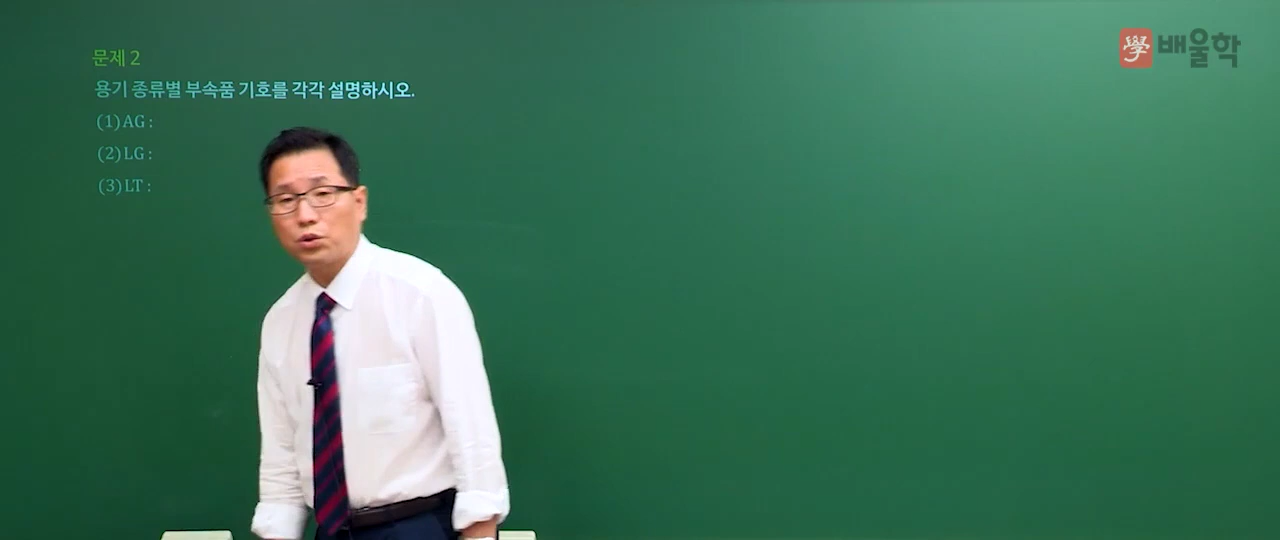 學 배울학
문제 2
용기 종류별 부속품 기호를 각각 설명하시오.
(1) AG :
(2) LG :
(3) LT :